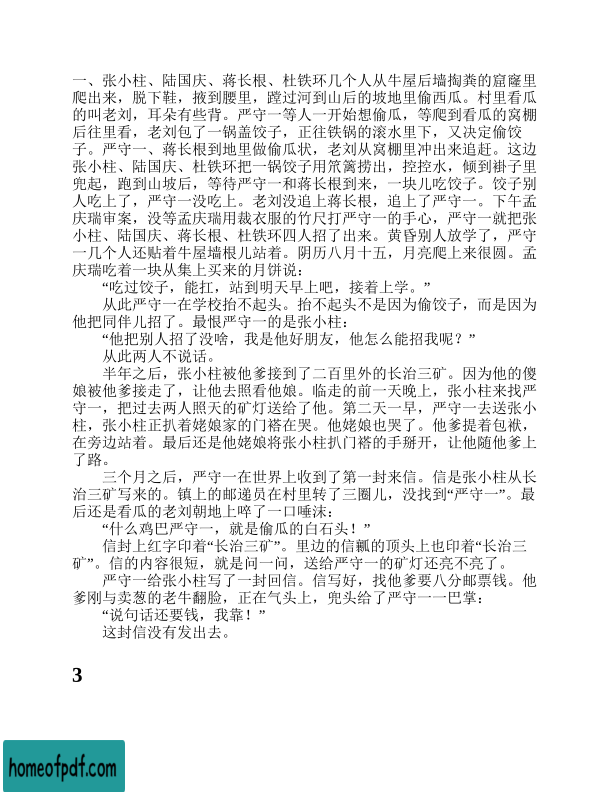 一、张小柱、陆国庆、蒋长根、杜铁环几个人从牛屋后墙掏粪的窟窿里
爬出来，脱下鞋，掖到腰里，蹚过河到山后的坡地里偷西瓜。村里看瓜
的叫老刘，耳朵有些背。严守一等人一开始想偷瓜，等爬到看瓜的窝棚
后往里看，老刘包了一锅盖饺子，正往铁锅的滚水里下，又决定偷饺
子。严守一、蒋长根到地里做偷瓜状，老刘从窝棚里冲出来追赶。这边
张小柱、陆国庆、杜铁环把一锅饺子用笊篱捞出，控控水，倾到褂子里
兜起，跑到山坡后，等待严守一和蒋长根到来，一块儿吃饺子。饺子别
人吃上了，严守一没吃上。老刘没追上蒋长根，追上了严守一。下午孟
庆瑞审案，没等孟庆瑞用裁衣服的竹尺打严守一的手心，严守一就把张
小柱、陆国庆、蒋长根、杜铁环四人招了出来。黄昏别人放学了，严守
一几个人还贴着牛屋墙根儿站着。阴历八月十五，月亮爬上来很圆。孟
庆瑞吃着一块从集上买来的月饼说：
“吃过饺子，能扛，站到明天早上吧，接着上学。”
从此严守一在学校抬不起头。抬不起头不是因为偷饺子，而是因为
他把同伴儿招了。最恨严守一的是张小柱：
“他把别人招了没啥，我是他好朋友，他怎么能招我呢？”
从此两人不说话。
半年之后，张小柱被他爹接到了二百里外的长治三矿。因为他的傻
娘被他爹接走了，让他去照看他娘。临走的前一天晚上，张小柱来找严
守一，把过去两人照天的矿灯送给了他。第二天一早，严守一去送张小
柱，张小柱正扒着姥娘家的门褡在哭。他姥娘也哭了。他爹提着包袱，
在旁边站着。最后还是他姥娘将张小柱扒门褡的手掰开，让他随他爹上
了路。
三个月之后，严守一在世界上收到了第一封来信。信是张小柱从长
治三矿写来的。镇上的邮递员在村里转了三圈儿，没找到“严守一”。最
后还是看瓜的老刘朝地上啐了一口唾沫：
“什么鸡巴严守一，就是偷瓜的白石头！”
信封上红字印着“长治三矿”。里边的信瓤的顶头上也印着“长治三
矿”。信的内容很短，就是问一问，送给严守一的矿灯还亮不亮了。
严守一给张小柱写了一封回信。信写好，找他爹要八分邮票钱。他
爹刚与卖葱的老牛翻脸，正在气头上，兜头给了严守一一巴掌：
“说句话还要钱，我靠！”
这封信没有发出去。
3
homeofpdf.com